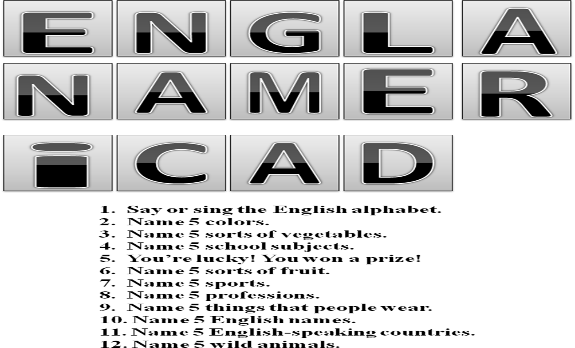 ENGLA
NAMER
iCAD
1. Say or sing the English alphabet.
2. Name 5 colors.
3. Name 5 sorts of vegetables.
4. Name 5 school subjects.
5. You're lucky! You won a prize!
6. Name 5 sorts of fruit.
7. Name 5 sports.
8. Name 5 professions.
9. Name 5 things that people wear.
10. Name 5 English names.
11. Name 5 English-speaking countries.
12. Name 5 wild animals.